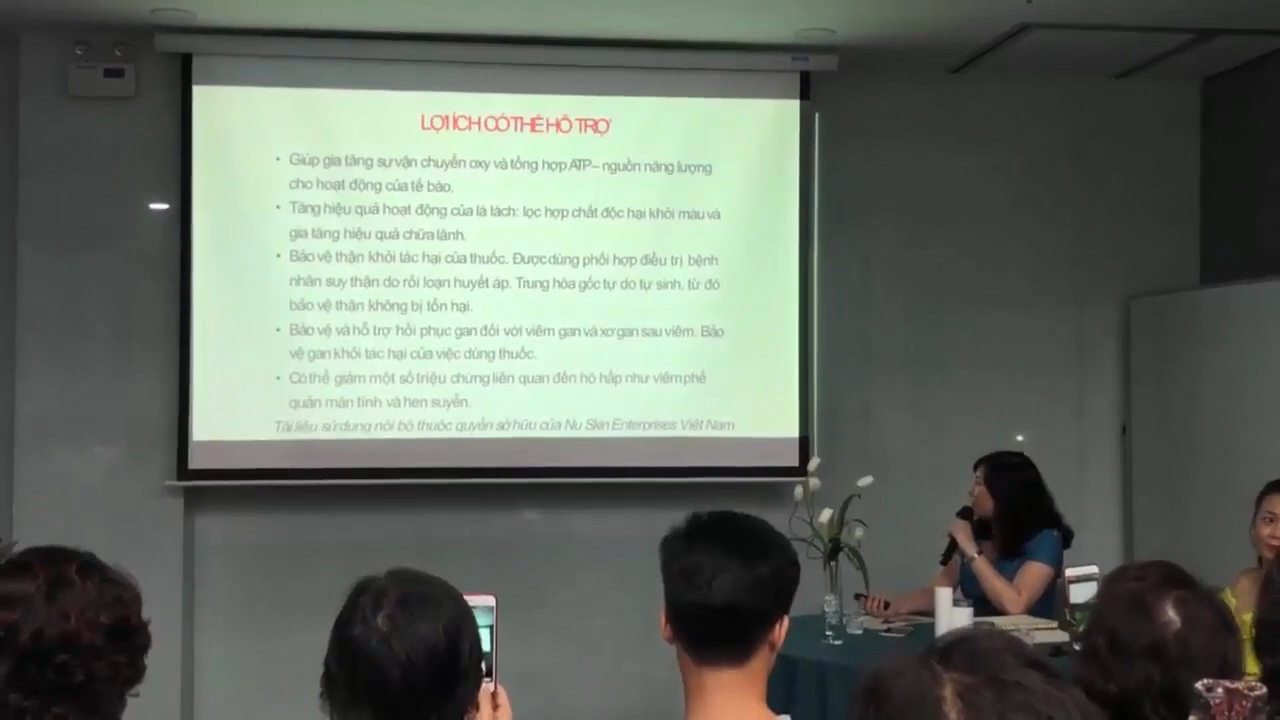 LỢI ÍCH CÓ THỂ HỖ TRỢ
• Giúp gia tăng sự vận chuyển oxy và tổng hợp ATP – nguồn năng lượng
cho hoạt động của tế bào.
• Tăng hiệu quả hoạt động của lá lách: lọc hợp chất độc hại khỏi máu và
gia tăng hiệu quả chữa lành.
• Bảo vệ thận khỏi tác hại của thuốc. Được dùng phối hợp điều trị bệnh
nhân suy thận do rối loạn huyết áp. Trung hòa gốc tự do tự sinh, từ đó
bảo vệ thận không bị tổn hại.
• Bảo vệ và hỗ trợ hồi phục gan đối với viêm gan và xơ gan sau viêm. Bảo
vệ gan khỏi tác hại của việc dùng thuốc.
• Có thể giảm một số triệu chứng liên quan đến hô hấp như viêm phế
quản mãn tính và hen suyễn.
Tài liệu sử dụng nội bộ thuộc quyền sở hữu của Nu Skin Enterprises Việt Nam